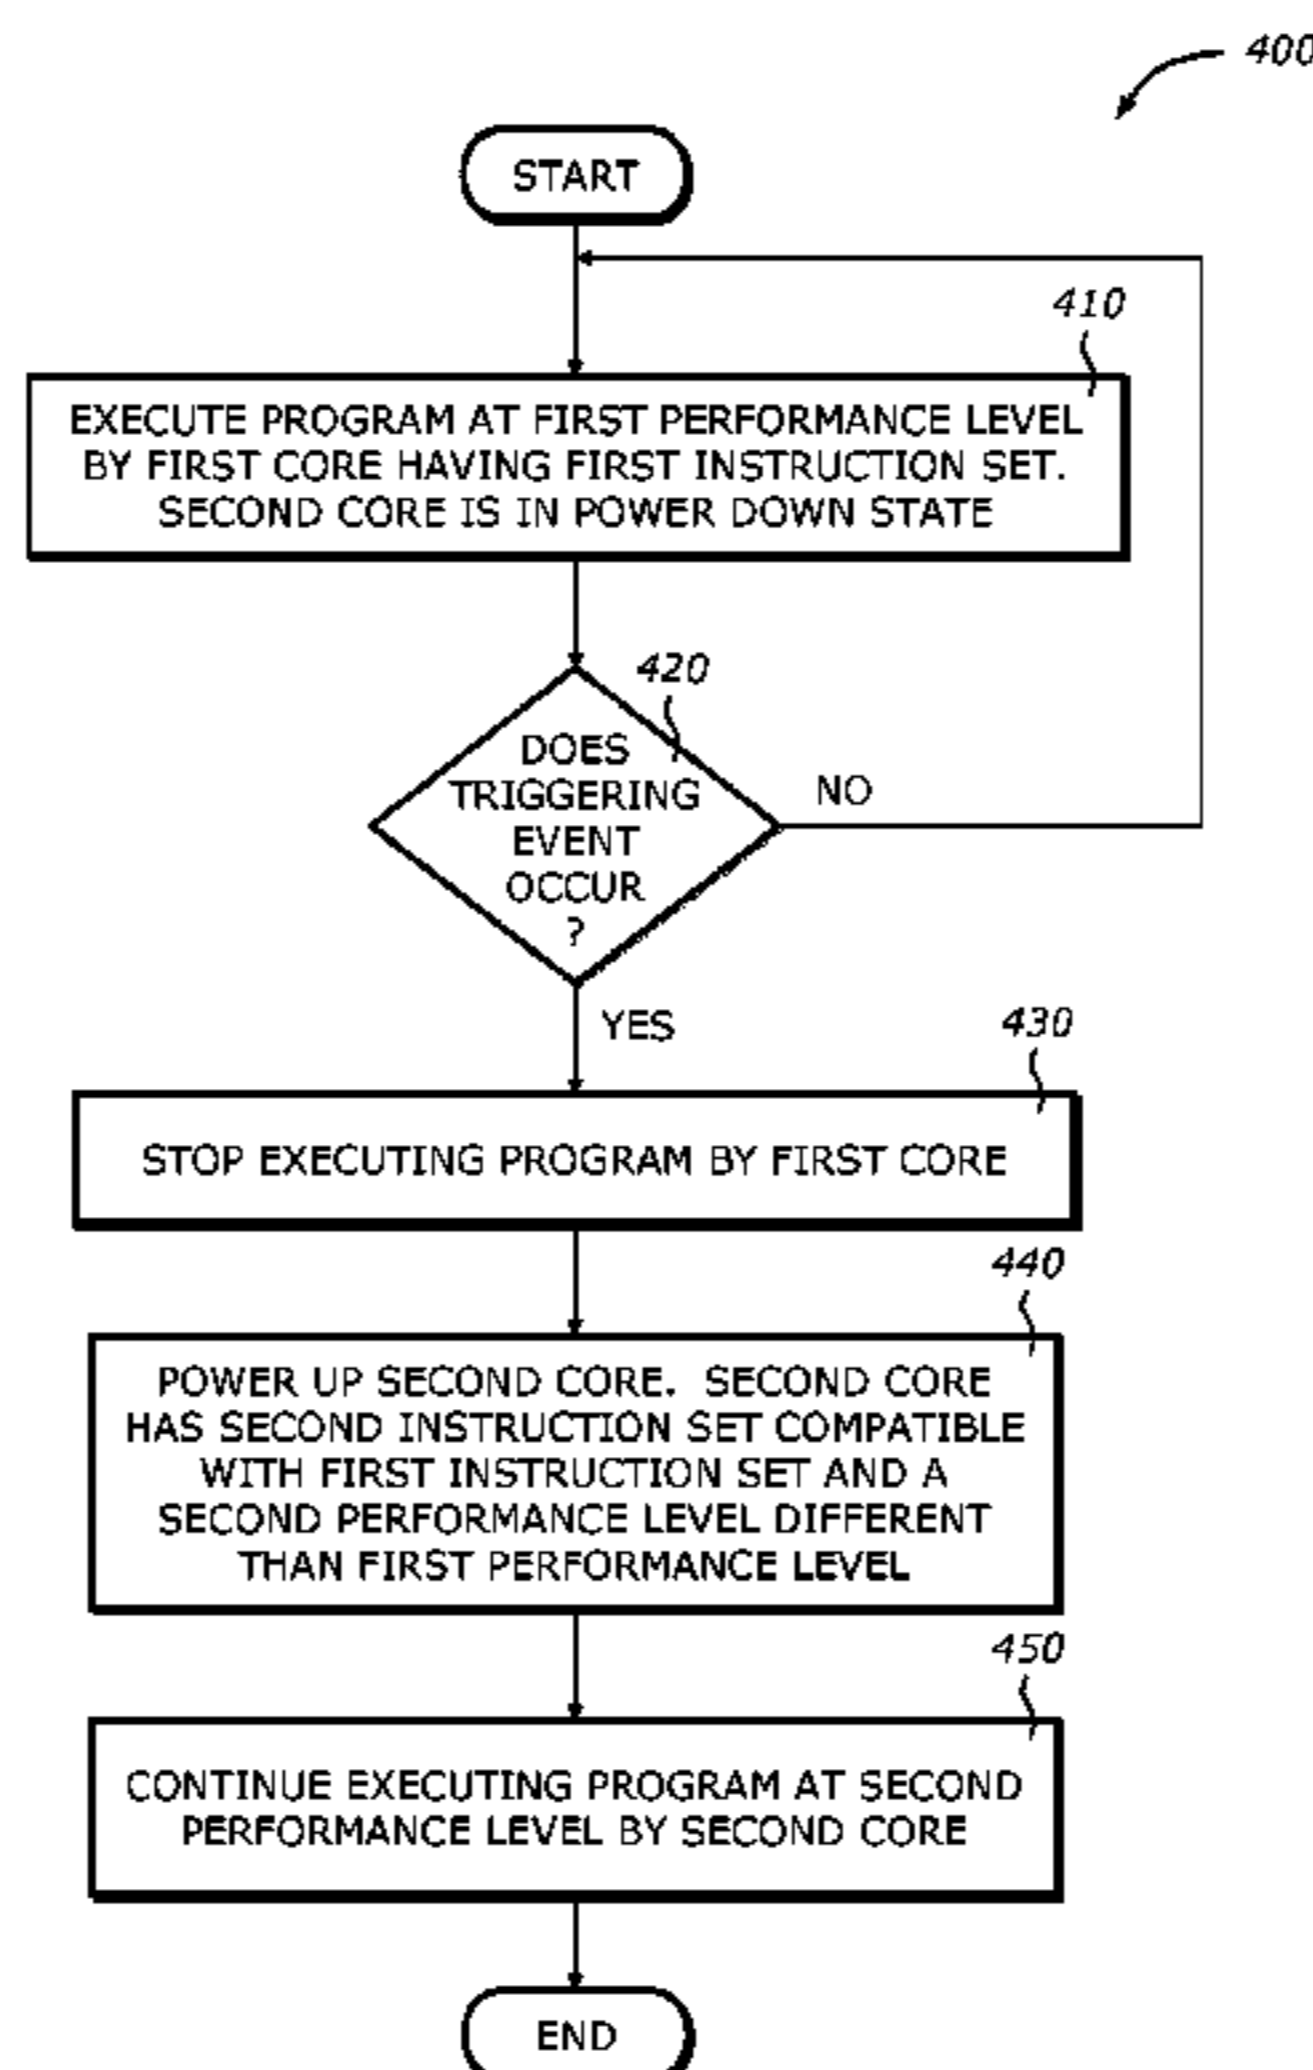 400
START
410
EXECUTE PROGRAM AT FIRST PERFORMANCE LEVEL
BY FIRST CORE HAVING FIRST INSTRUCTION SET.
SECOND CORE IS IN POWER DOWN STATE
420
DOES
TRIGGERING
EVENT
OCCUR
?
NO
YES
430
STOP EXECUTING PROGRAM BY FIRST CORE
440
POWER UP SECOND CORE. SECOND CORE
HAS SECOND INSTRUCTION SET COMPATIBLE
WITH FIRST INSTRUCTION SET AND A
SECOND PERFORMANCE LEVEL DIFFERENT
THAN FIRST PERFORMANCE LEVEL
450
CONTINUE EXECUTING PROGRAM AT SECOND
PERFORMANCE LEVEL BY SECOND CORE
END